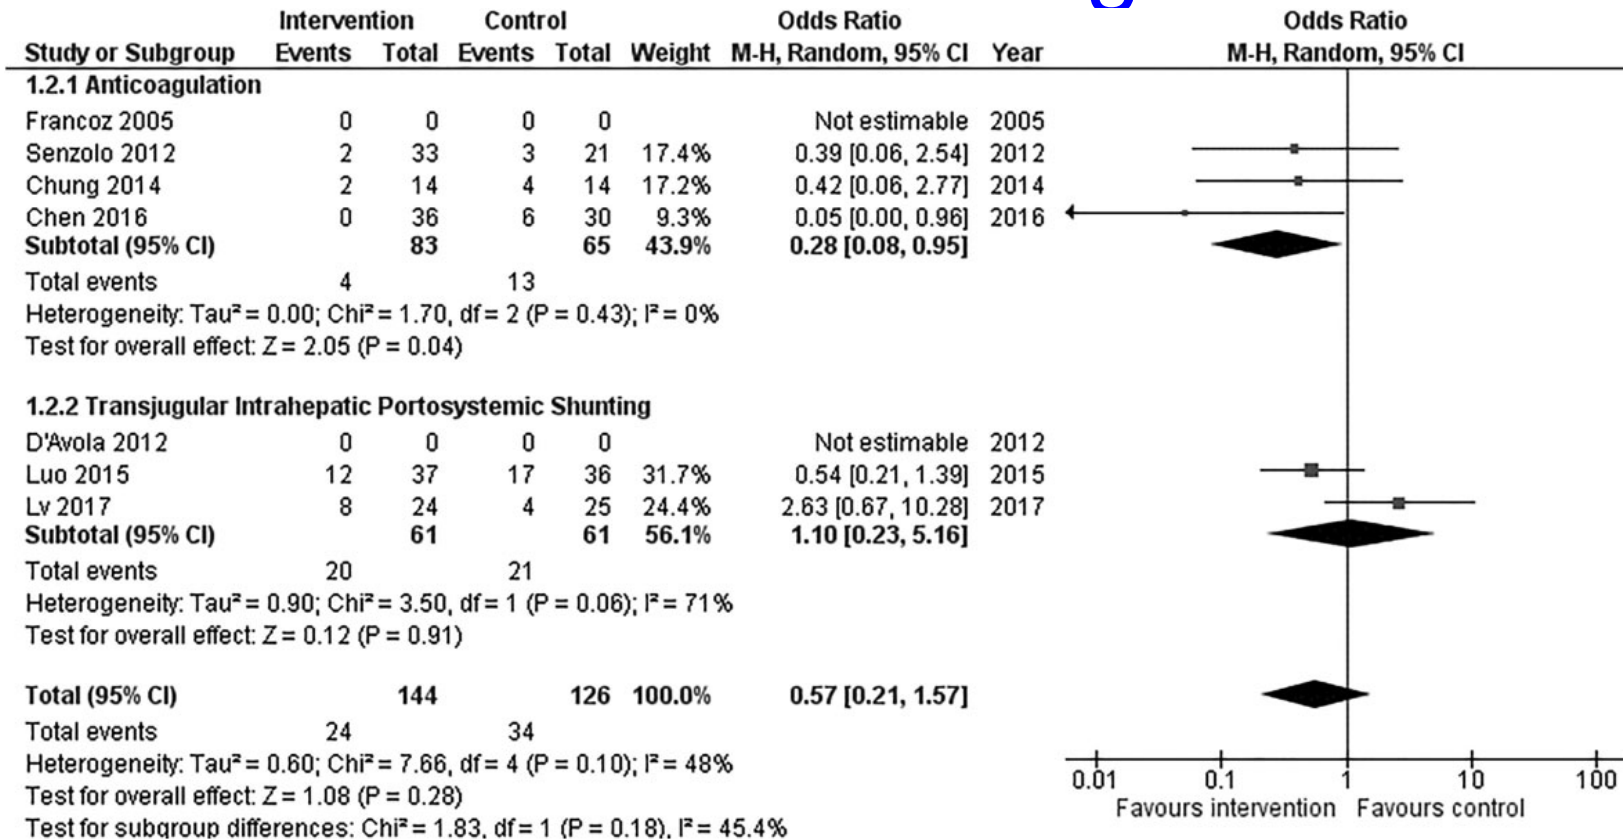 Intervention Control Odds Ratio Odds Ratio
Study or Subgroup Events Total Events Total Weight M-H, Random, 95% CI Year M-H, Random, 95% CI
1.2.1 Anticoagulation
Francoz 2005 0 0 0 0 Not estimable 2005
Senzolo 2012 2 33 3 21 17.4% 0.39 [0.06, 2.54] 2012
Chung 2014 2 14 4 14 17.2% 0.42 [0.06, 2.77] 2014
Chen 2016 0 36 6 30 9.3% 0.05 [0.00, 0.96] 2016
Subtotal (95% CI) 83 65 43.9% 0.28 [0.08, 0.95]
Total events 4 13
Heterogeneity: Tau² = 0.00; Chi² = 1.70, df = 2 (P = 0.43); I² = 0%
Test for overall effect: Z = 2.05 (P = 0.04)
1.2.2 Transjugular Intrahepatic Portosystemic Shunting
D'Avola 2012 0 0 0 0 Not estimable 2012
Luo 2015 12 37 17 36 31.7% 0.54 [0.21, 1.39] 2015
Lv 2017 8 24 4 25 24.4% 2.63 [0.67, 10.28] 2017
Subtotal (95% CI) 61 61 56.1% 1.10 [0.23, 5.16]
Total events 20 21
Heterogeneity: Tau² = 0.90; Chi² = 3.50, df = 1 (P = 0.06); I² = 71%
Test for overall effect: Z = 0.12 (P = 0.91)
Total (95% CI) 144 126 100.0% 0.57 [0.21, 1.57]
Total events 24 34
Heterogeneity: Tau² = 0.60; Chi² = 7.66, df = 4 (P = 0.10); I² = 48%
Test for overall effect: Z = 1.08 (P = 0.28)
Test for subgroup differences: Chi² = 1.83, df = 1 (P = 0.18), I² = 45.4%
0.01 0.1 1 10 100
Favours intervention Favours control